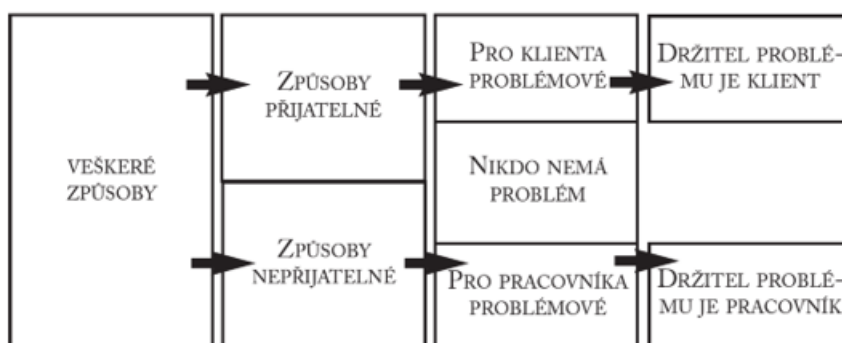 VEŠKERÉ
ZPŮSOBY
ZPŮSOBY
PŘIJATELNÉ
ZPŮSOBY
NEPŘIJATELNÉ
PRO KLIENTA
PROBLÉMOVÉ
NIKDO NEMÁ
PROBLÉM
PRO PRACOVNÍKA
PROBLÉMOVÉ
DRŽITEL PROBLÉ-
MU JE KLIENT
DRŽITEL PROBLÉ-
MU JE PRACOVNÍK